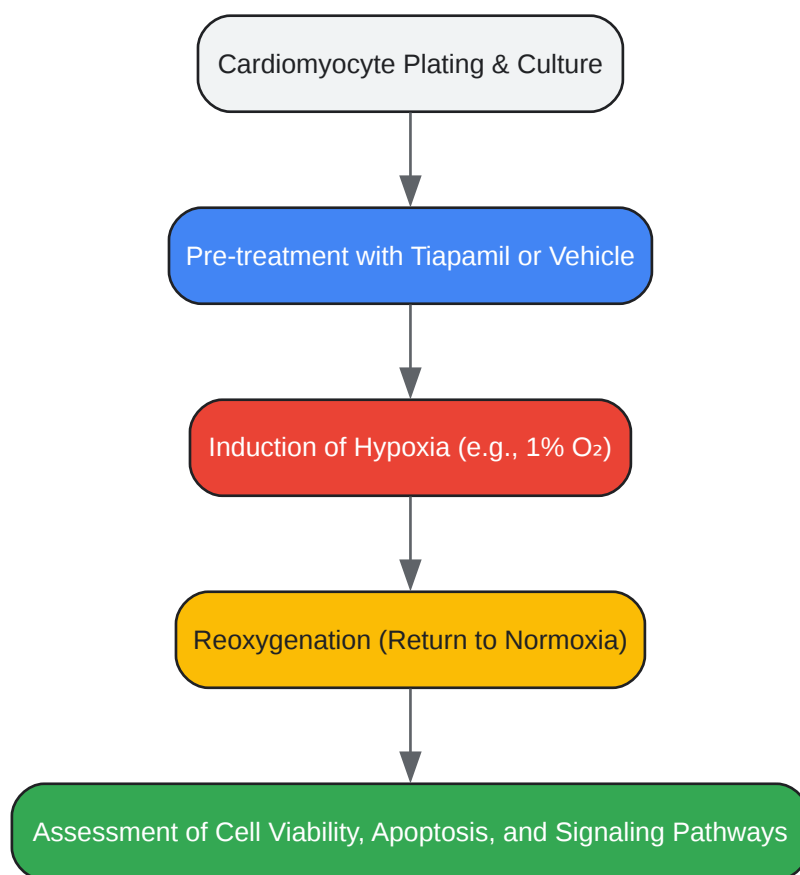 Cardiomyocyte Plating & Culture
Pre-treatment with Tiapamil or Vehicle
Induction of Hypoxia (e.g., 1% O₂)
Reoxygenation (Return to Normoxia)
Assessment of Cell Viability, Apoptosis, and Signaling Pathways